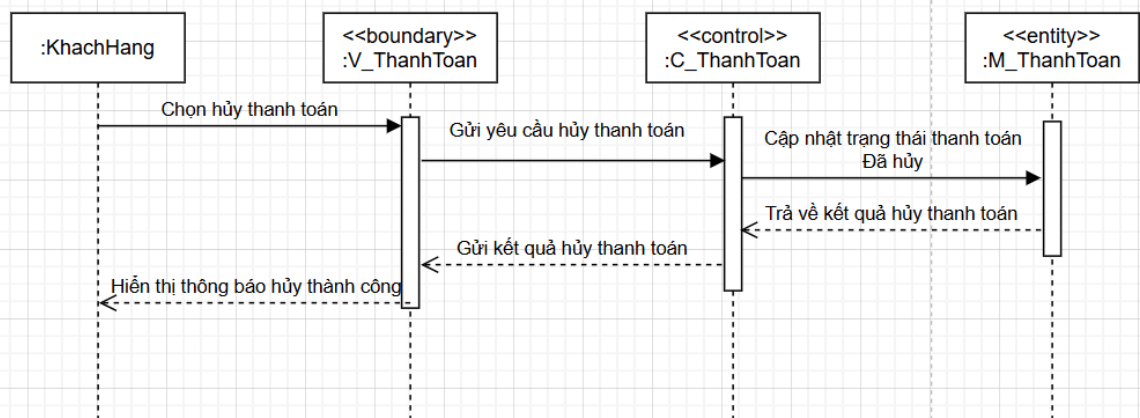 :KhachHang
<<boundary>>
:V_ThanhToan
<<control>>
:C_ThanhToan
<<entity>>
:M_ThanhToan
Chọn hủy thanh toán
Gửi yêu cầu hủy thanh toán
Cập nhật trạng thái thanh toán
Đã hủy
Trả về kết quả hủy thanh toán
Gửi kết quả hủy thanh toán
Hiển thị thông báo hủy thành công